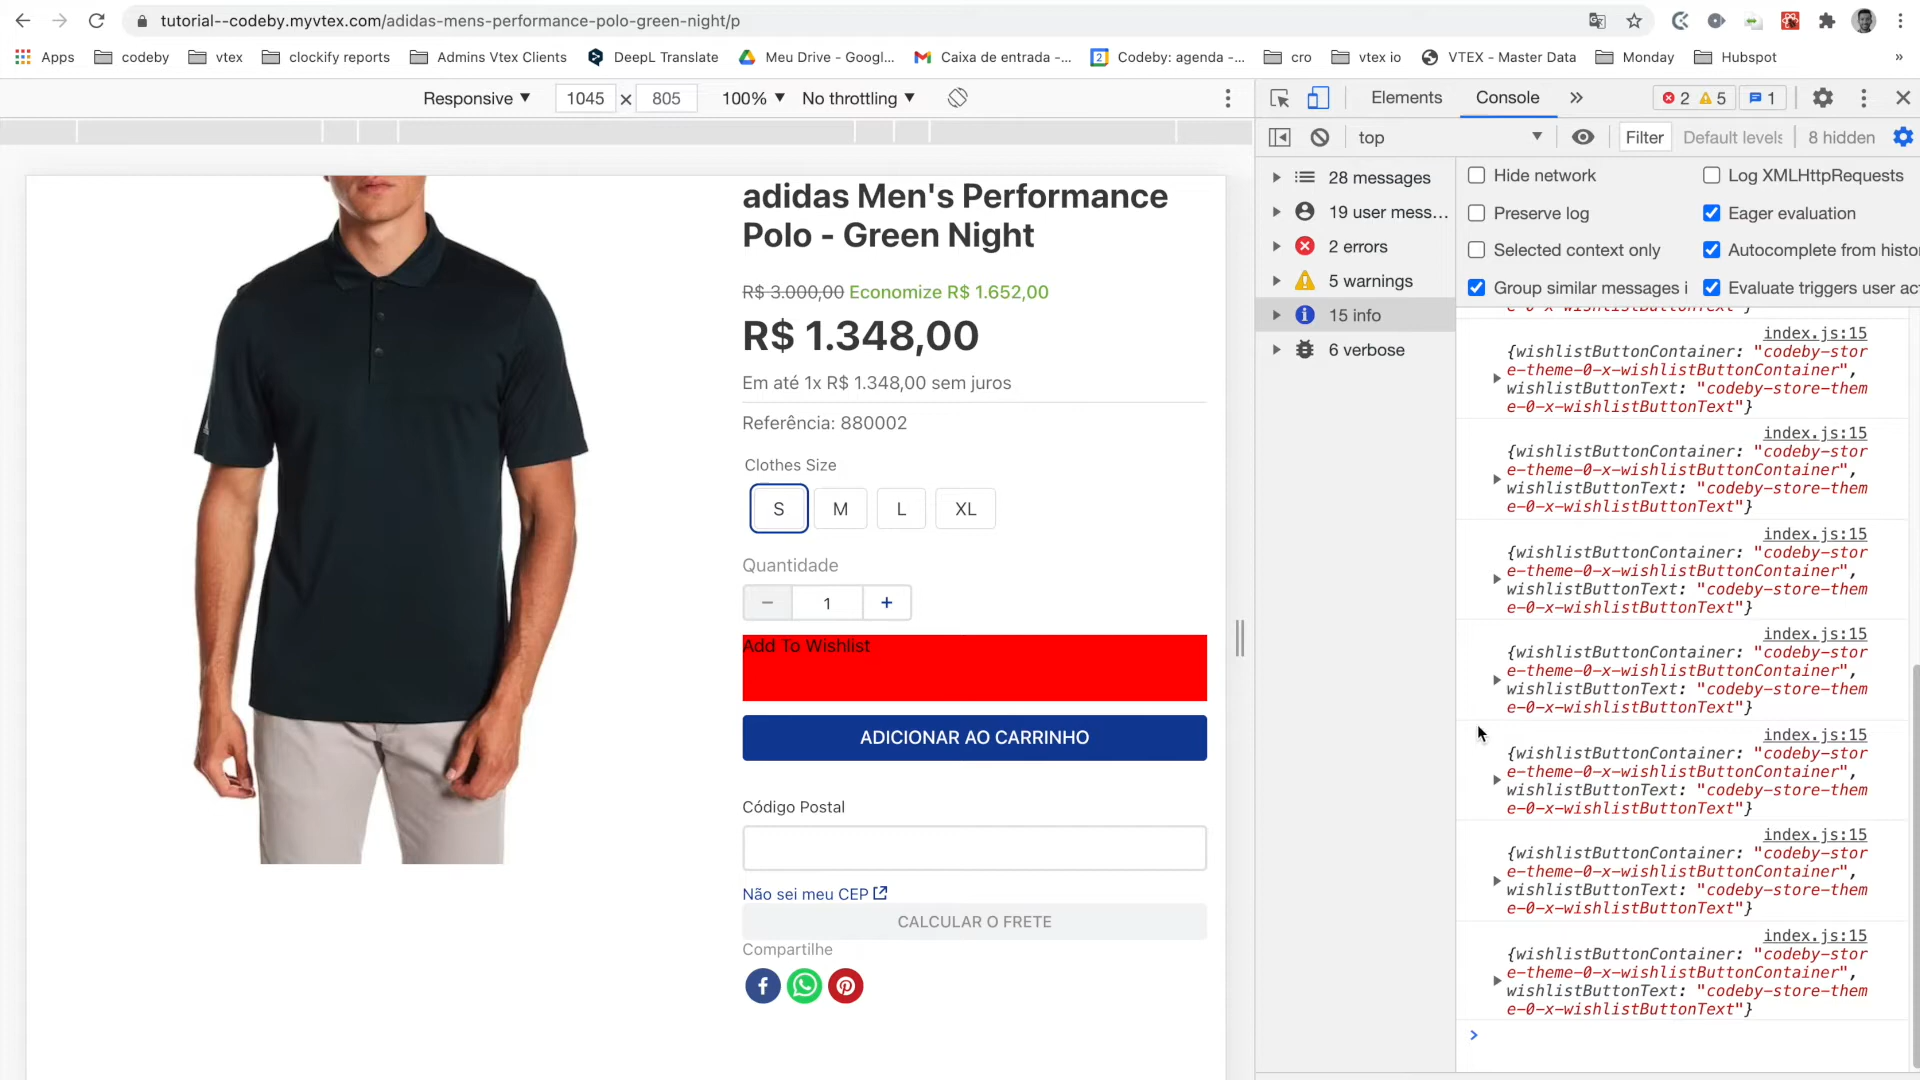 tutorial--codeby.myvtex.com/adidas-mens-performance-polo-green-night/p
Apps codeby vtex clockify reports Admins Vtex Clients DeepL Translate Meu Drive - Googl... Caixa de entrada -... 2 Codeby: agenda -... cro vtex io VTEX - Master Data Monday Hubspot »
Responsive ▼ 1045 × 805 100% ▼ No throttling ▼
Elements Console » 2 5 1
top ▼ Filter Default levels 8 hidden
28 messages
19 user mess...
2 errors
5 warnings
15 info
6 verbose
Hide network Log XMLHttpRequests
Preserve log Eager evaluation
Selected context only Autocomplete from histo
Group similar messages i Evaluate triggers user ac
adidas Men's Performance
Polo - Green Night
R$ 3.000,00 Economize R$ 1.652,00
R$ 1.348,00
Em até 1x R$ 1.348,00 sem juros
Referência: 880002
Clothes Size
S M L XL
Quantidade
− 1 +
Add To Wishlist
ADICIONAR AO CARRINHO
Código Postal
Não sei meu CEP
CALCULAR O FRETE
Compartilhe
e-0-x-wishlistButtonText"}
index.js:15
{wishlistButtonContainer: "codeby-stor
e-theme-0-x-wishlistButtonContainer",
wishlistButtonText: "codeby-store-them
e-0-x-wishlistButtonText"}
index.js:15
{wishlistButtonContainer: "codeby-stor
e-theme-0-x-wishlistButtonContainer",
wishlistButtonText: "codeby-store-them
e-0-x-wishlistButtonText"}
index.js:15
{wishlistButtonContainer: "codeby-stor
e-theme-0-x-wishlistButtonContainer",
wishlistButtonText: "codeby-store-them
e-0-x-wishlistButtonText"}
index.js:15
{wishlistButtonContainer: "codeby-stor
e-theme-0-x-wishlistButtonContainer",
wishlistButtonText: "codeby-store-them
e-0-x-wishlistButtonText"}
index.js:15
{wishlistButtonContainer: "codeby-stor
e-theme-0-x-wishlistButtonContainer",
wishlistButtonText: "codeby-store-them
e-0-x-wishlistButtonText"}
index.js:15
{wishlistButtonContainer: "codeby-stor
e-theme-0-x-wishlistButtonContainer",
wishlistButtonText: "codeby-store-them
e-0-x-wishlistButtonText"}
index.js:15
{wishlistButtonContainer: "codeby-stor
e-theme-0-x-wishlistButtonContainer",
wishlistButtonText: "codeby-store-them
e-0-x-wishlistButtonText"}
>